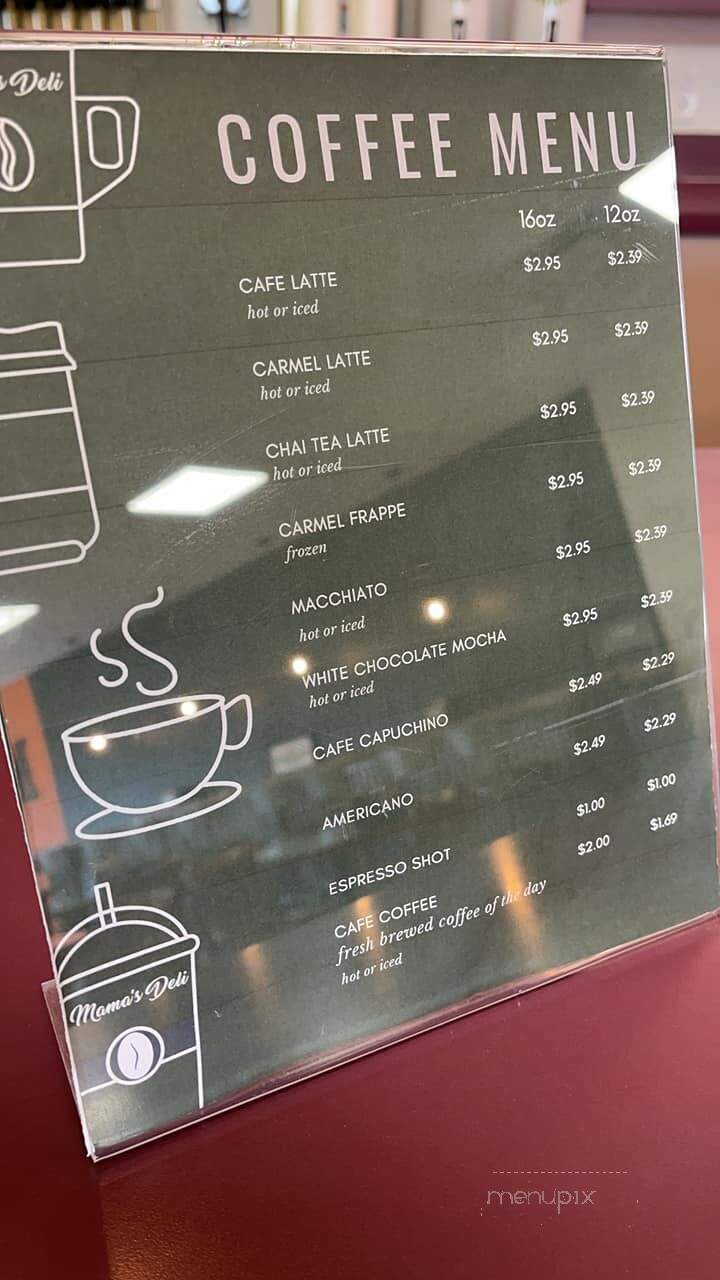 's Deli
COFFEE MENU
16oz 12oz
CAFE LATTE $2.95 $2.39
hot or iced
CARMEL LATTE $2.95 $2.39
hot or iced
CHAI TEA LATTE $2.95 $2.39
hot or iced
CARMEL FRAPPE $2.95 $2.39
frozen
MACCHIATO $2.95 $2.39
hot or iced
WHITE CHOCOLATE MOCHA $2.95 $2.39
hot or iced
CAFE CAPUCHINO $2.49 $2.29
AMERICANO $2.49 $2.29
ESPRESSO SHOT $1.00 $1.00
CAFE COFFEE $2.00 $1.69
fresh brewed coffee of the day
hot or iced
Mama's Deli
menupix